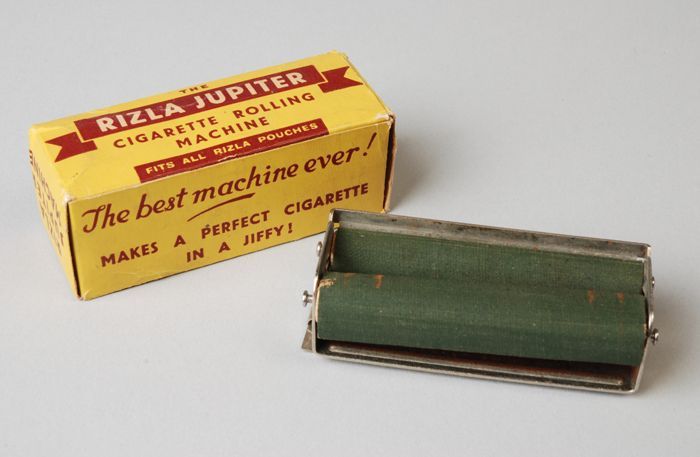 THE
RIZLA JUPITER
CIGARETTE ROLLING
MACHINE
FITS ALL RIZLA POUCHES
The best machine ever!
MAKES A PERFECT CIGARETTE
IN A JIFFY!